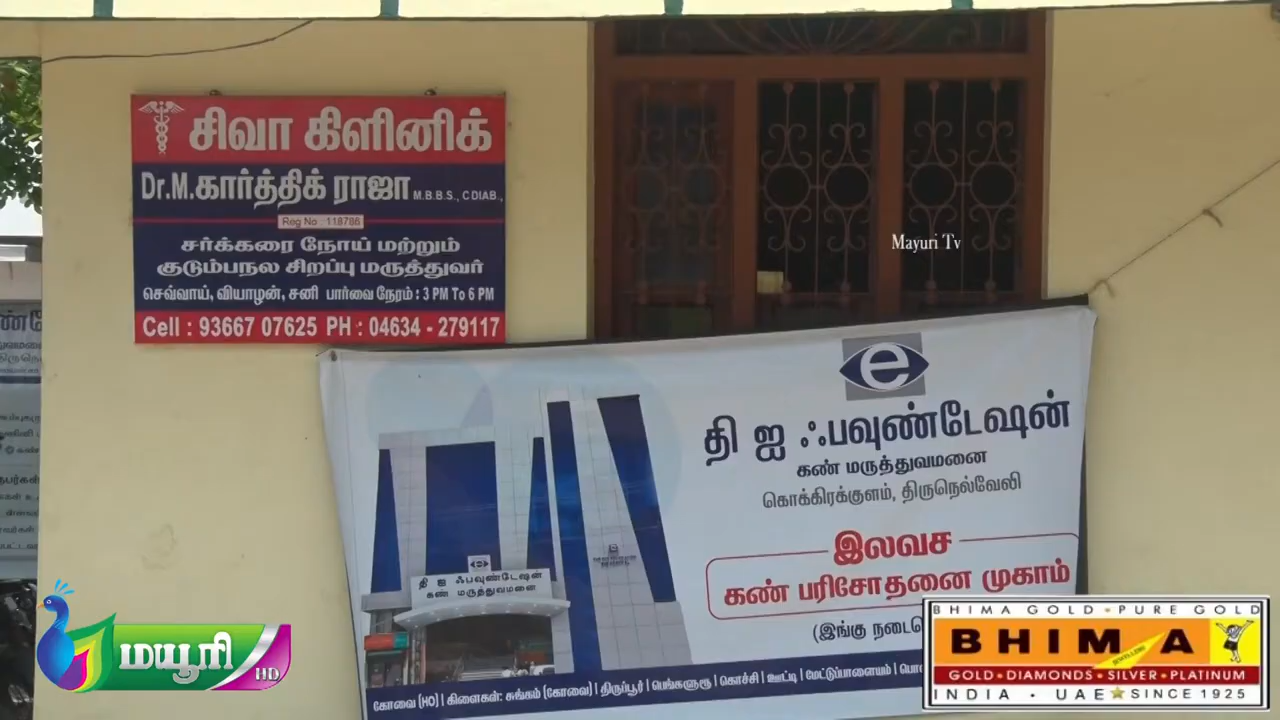 சிவா கிளினிக்
Dr.M.கார்த்திக் ராஜா M.B.B.S., C.DIAB.,
Reg No : 118786
சர்க்கரை நோய் மற்றும்
குடும்பநல சிறப்பு மருத்துவர்
செவ்வாய், வியாழன், சனி பார்வை நேரம் : 3 PM To 6 PM
Cell : 93667 07625 PH : 04634 - 279117
Mayuri Tv
e
தி ஐ ஃபவுண்டேஷன்
கண் மருத்துவமனை
கொக்கிரக்குளம், திருநெல்வேலி
இலவச
கண் பரிசோதனை முகாம்
(இங்கு
தி ஐ ஃபவுண்டேஷன்
கண் மருத்துவமனை
கோவை (HO) | கிளைகள்: சுங்கம் (கோவை) | திருப்பூர் | பெங்களூரு | கொச்சி | ஊட்டி | மேட்டுப்பாளையம் |
மயூரி HD
BHIMA GOLD • PURE GOLD
BHIMA
JEWELLERS
GOLD • DIAMONDS • SILVER • PLATINUM
INDIA • UAE ★ SINCE 1925